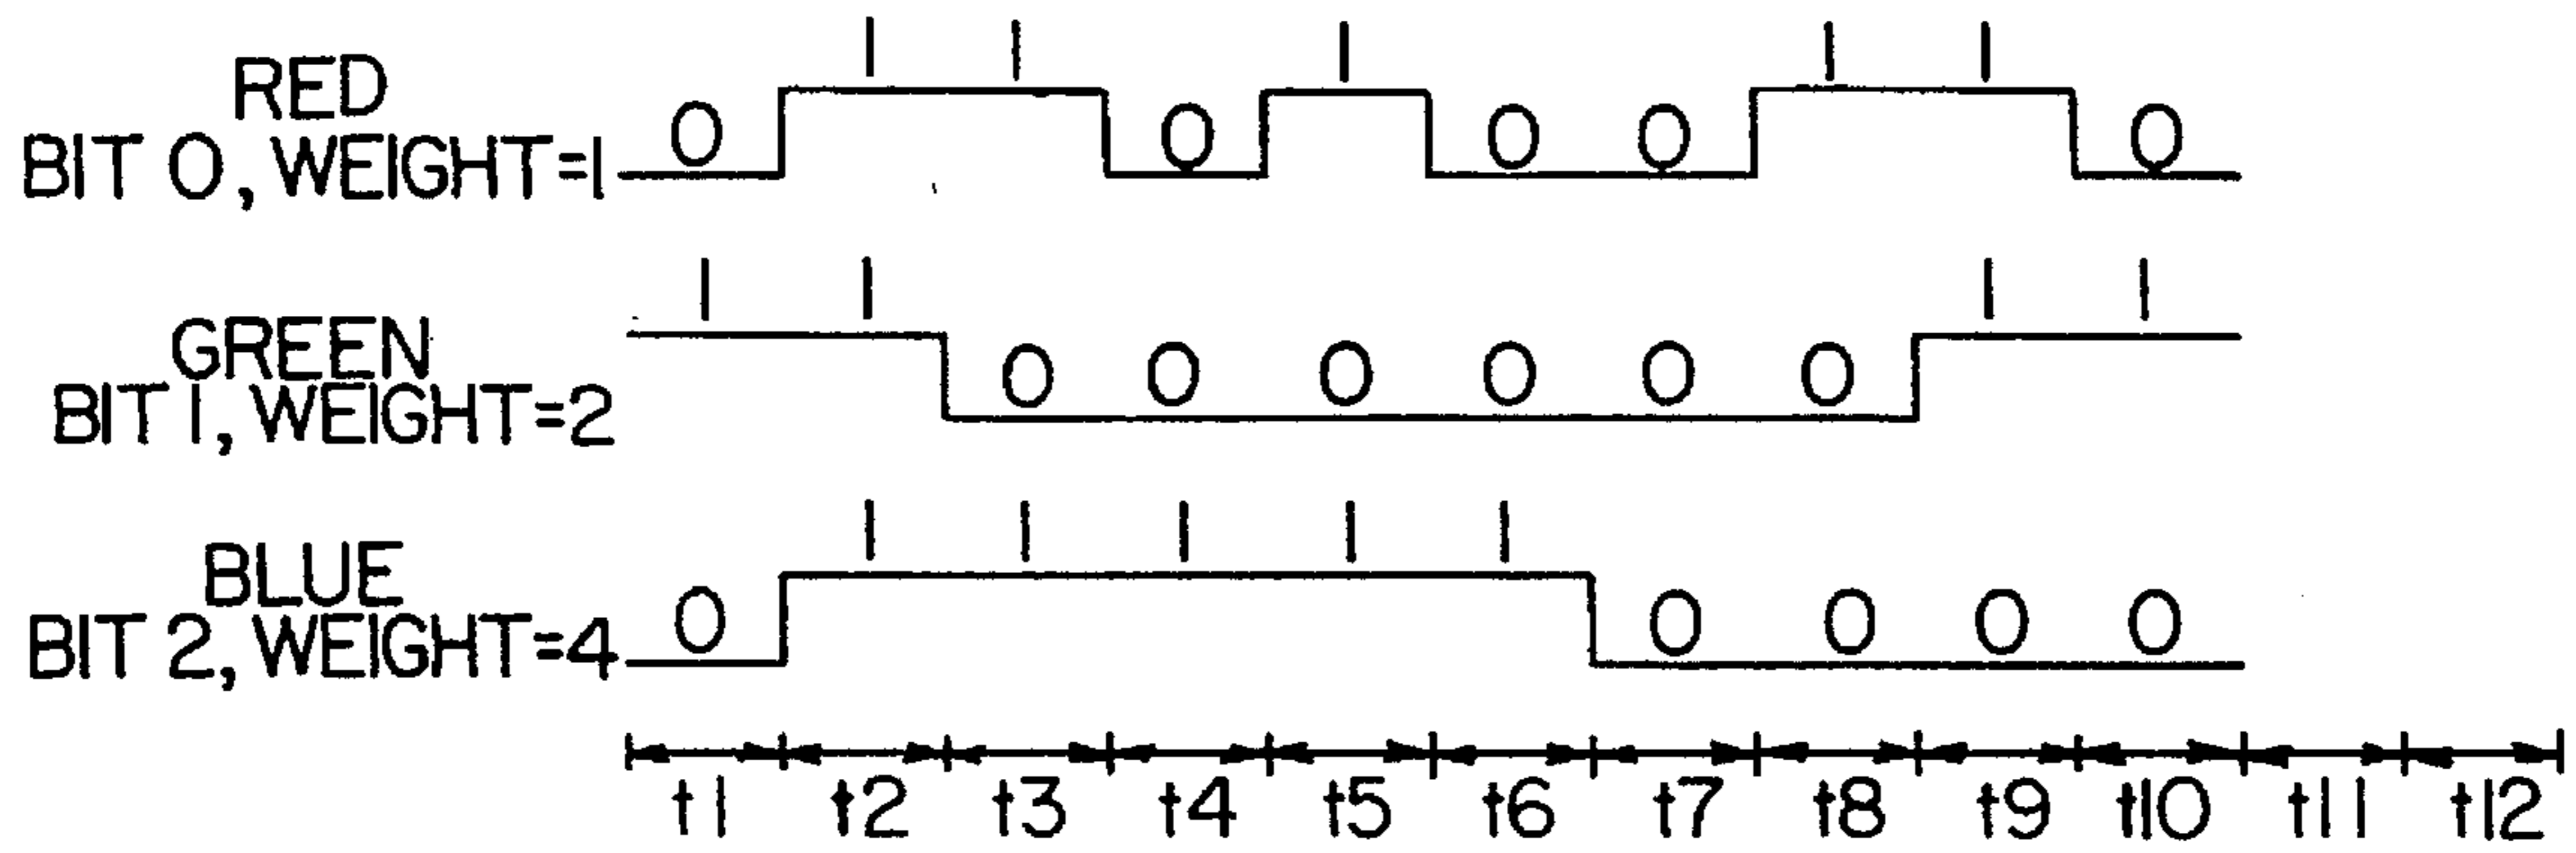 RED
BIT 0, WEIGHT=1
0 1 1 0 1 0 0 1 1 0
GREEN
BIT 1, WEIGHT=2
1 1 0 0 0 0 0 0 1 1
BLUE
BIT 2, WEIGHT=4
0 1 1 1 1 1 0 0 0 0
t1 t2 t3 t4 t5 t6 t7 t8 t9 t10 t11 t12